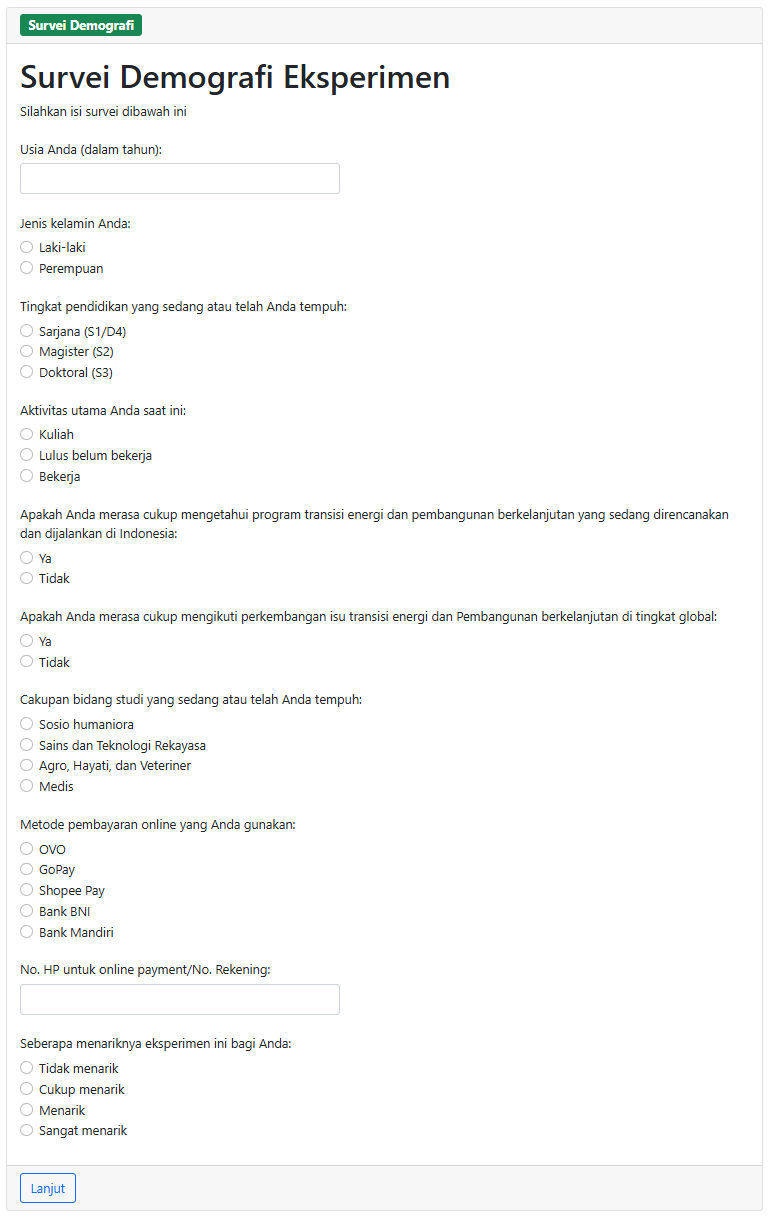 Survei Demografi
Survei Demografi Eksperimen
Silahkan isi survei dibawah ini
Usia Anda (dalam tahun):
Jenis kelamin Anda:
Laki-laki
Perempuan
Tingkat pendidikan yang sedang atau telah Anda tempuh:
Sarjana (S1/D4)
Magister (S2)
Doktoral (S3)
Aktivitas utama Anda saat ini:
Kuliah
Lulus belum bekerja
Bekerja
Apakah Anda merasa cukup mengetahui program transisi energi dan pembangunan berkelanjutan yang sedang direncanakan
dan dijalankan di Indonesia:
Ya
Tidak
Apakah Anda merasa cukup mengikuti perkembangan isu transisi energi dan Pembangunan berkelanjutan di tingkat global:
Ya
Tidak
Cakupan bidang studi yang sedang atau telah Anda tempuh:
Sosio humaniora
Sains dan Teknologi Rekayasa
Agro, Hayati, dan Veteriner
Medis
Metode pembayaran online yang Anda gunakan:
OVO
GoPay
Shopee Pay
Bank BNI
Bank Mandiri
No. HP untuk online payment/No. Rekening:
Seberapa menariknya eksperimen ini bagi Anda:
Tidak menarik
Cukup menarik
Menarik
Sangat menarik
Lanjut